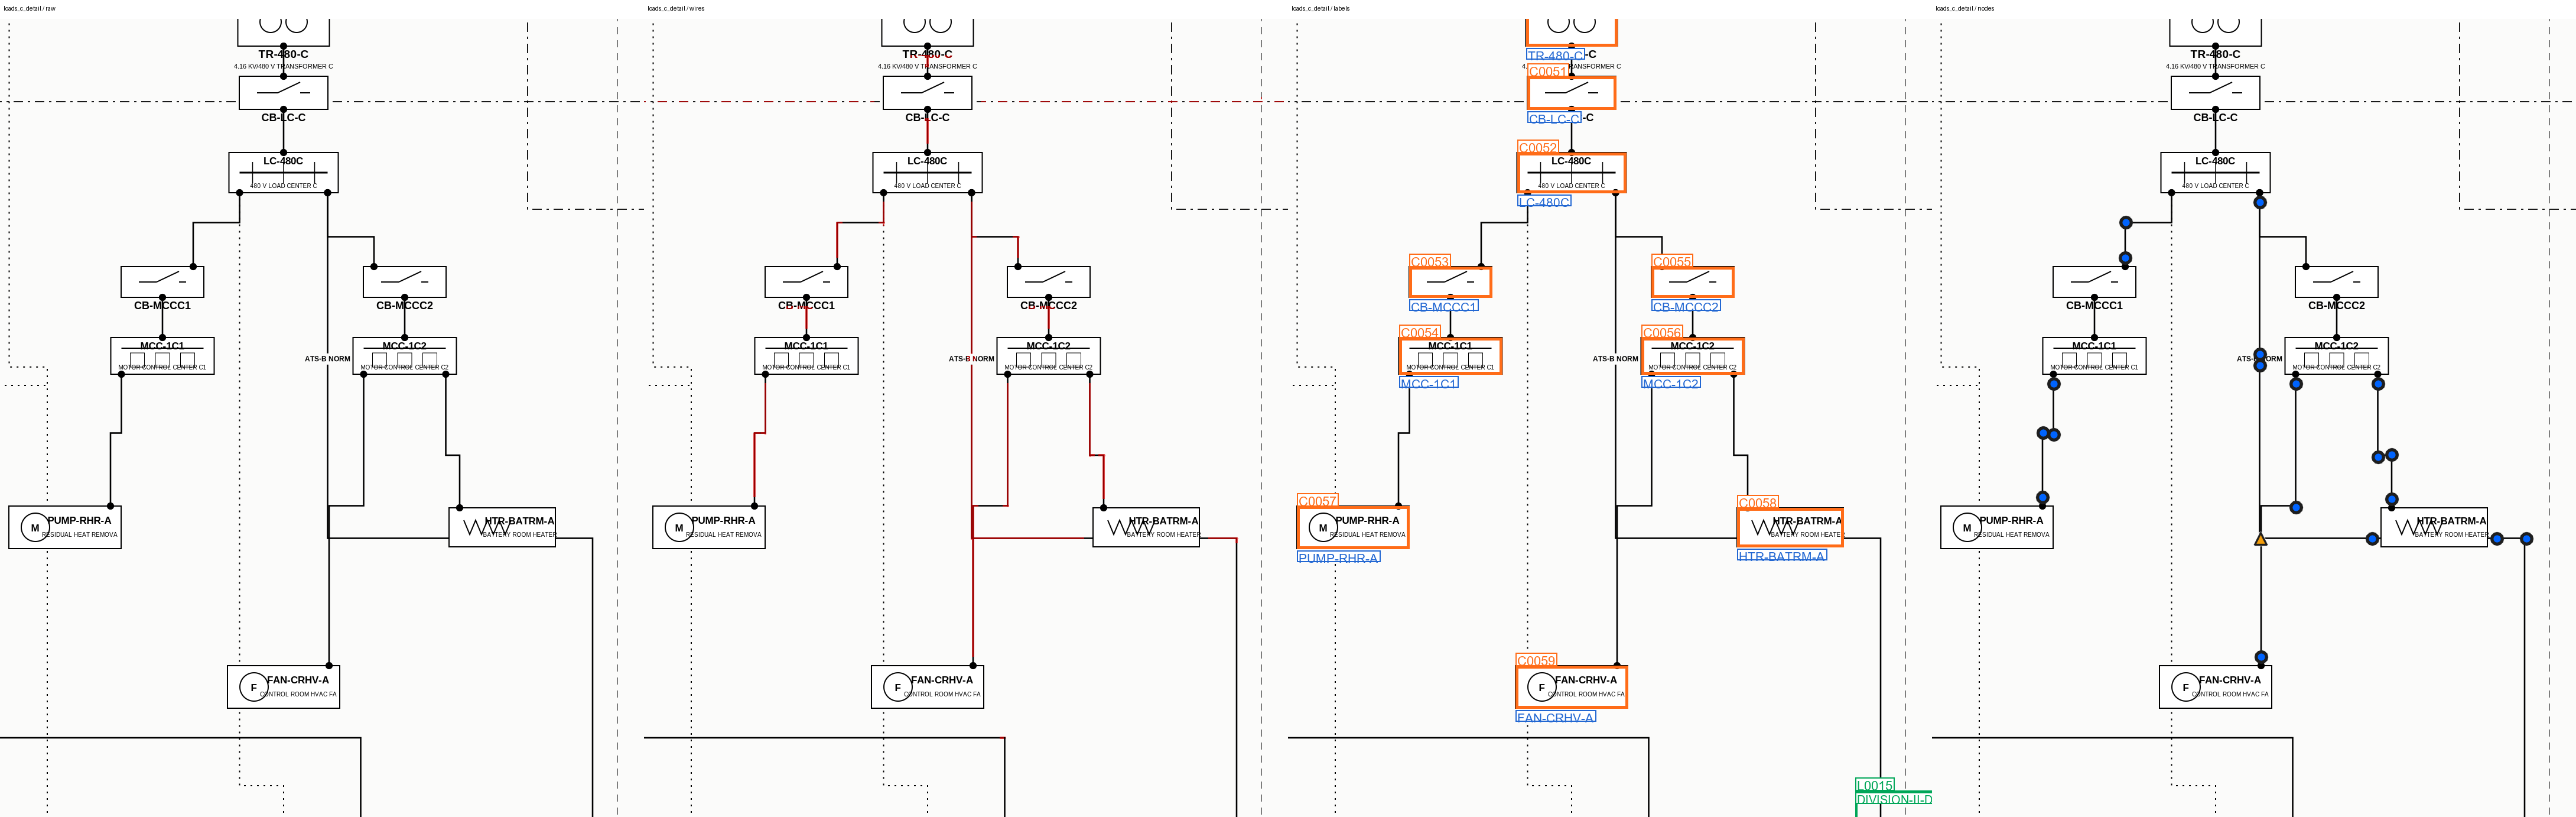 loads_c_detail / raw
TR-480-C
4.16 KV/480 V TRANSFORMER C
CB-LC-C
LC-480C
480 V LOAD CENTER C
CB-MCCC1
CB-MCCC2
MCC-1C1
MOTOR CONTROL CENTER C1
ATS-B NORM
MCC-1C2
MOTOR CONTROL CENTER C2
M
PUMP-RHR-A
RESIDUAL HEAT REMOVA
HTR-BATRM-A
BATTERY ROOM HEATER
F
FAN-CRHV-A
CONTROL ROOM HVAC FA
loads_c_detail / wires
TR-480-C
4.16 KV/480 V TRANSFORMER C
CB-LC-C
LC-480C
480 V LOAD CENTER C
CB-MCCC1
CB-MCCC2
MCC-1C1
MOTOR CONTROL CENTER C1
ATS-B NORM
MCC-1C2
MOTOR CONTROL CENTER C2
M
PUMP-RHR-A
RESIDUAL HEAT REMOVA
HTR-BATRM-A
BATTERY ROOM HEATER
F
FAN-CRHV-A
CONTROL ROOM HVAC FA
loads_c_detail / labels
TR-480-C
-C
4.
RANSFORMER C
C0051
CB-LC-C
-C
C0052
LC-480C
480 V LOAD CENTER C
LC-480C
C0053
C0055
CB-MCCC1
CB-MCCC2
C0054
MCC-1C1
MOTOR CONTROL CENTER C1
MCC-1C1
ATS-B NORM
C0056
MCC-1C2
MOTOR CONTROL CENTER C2
MCC-1C2
C0057
M
PUMP-RHR-A
RESIDUAL HEAT REMOVA
PUMP-RHR-A
C0058
HTR-BATRM-A
BATTERY ROOM HEATE
HTR-BATRM-A
C0059
F
FAN-CRHV-A
CONTROL ROOM HVAC FA
FAN-CRHV-A
L0015
DIVISION-II-D
loads_c_detail / nodes
TR-480-C
4.16 KV/480 V TRANSFORMER C
CB-LC-C
LC-480C
480 V LOAD CENTER C
CB-MCCC1
CB-MCCC2
MCC-1C1
MOTOR CONTROL CENTER C1
ATS-B NORM
MCC-1C2
MOTOR CONTROL CENTER C2
M
PUMP-RHR-A
RESIDUAL HEAT REMOVA
HTR-BATRM-A
BATTERY ROOM HEATER
F
FAN-CRHV-A
CONTROL ROOM HVAC FA